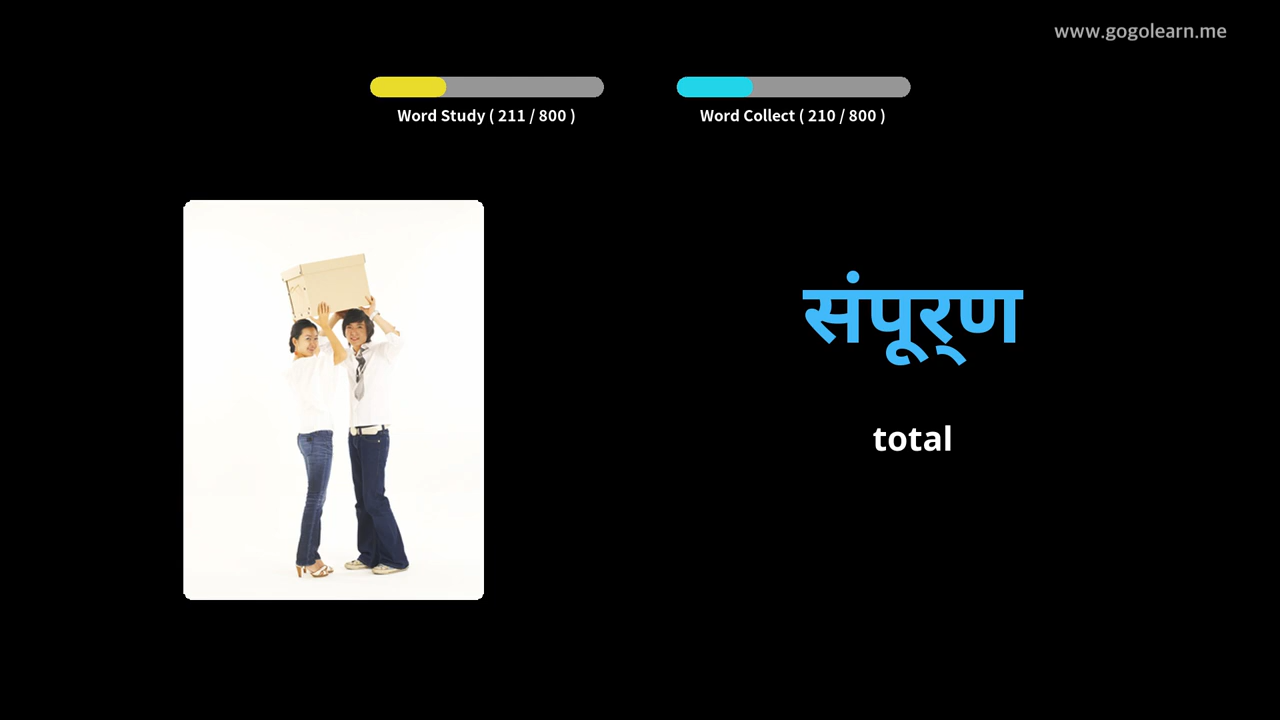 www.gogolearn.me
Word Study ( 211 / 800 )
Word Collect ( 210 / 800 )
संपूर्‌ण
total